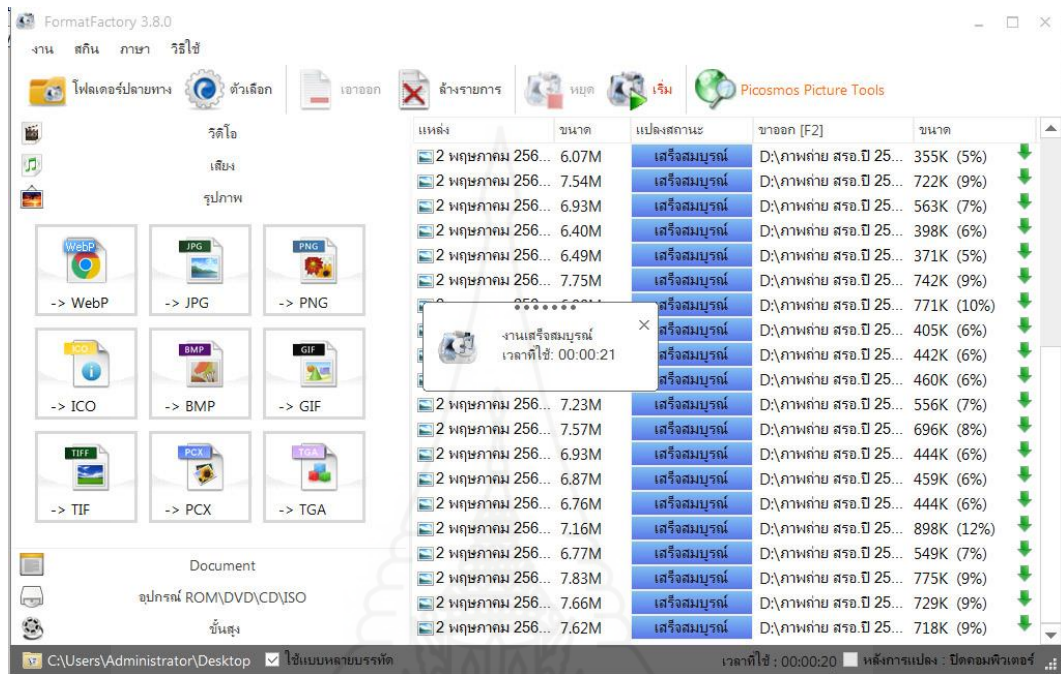 FormatFactory 3.8.0
งาน สกิน ภาษา วิธีใช้
โฟลเดอร์ปลายทาง ตัวเลือก เอาออก ล้างรายการ หยุด เริ่ม Picosmos Picture Tools
วิดีโอ
เสียง
รูปภาพ
WebP JPG PNG
-> WebP -> JPG -> PNG
ICO BMP GIF
-> ICO -> BMP -> GIF
TIFF PCX TGA
-> TIF -> PCX -> TGA
Document
อุปกรณ์ ROM\DVD\CD\ISO
ขั้นสูง
แหล่ง ขนาด แปลงสถานะ ขาออก [F2] ขนาด
2 พฤษภาคม 256... 6.07M เสร็จสมบูรณ์ D:\ภาพถ่าย สรอ.ปี 25... 355K (5%)
2 พฤษภาคม 256... 7.54M เสร็จสมบูรณ์ D:\ภาพถ่าย สรอ.ปี 25... 722K (9%)
2 พฤษภาคม 256... 6.93M เสร็จสมบูรณ์ D:\ภาพถ่าย สรอ.ปี 25... 563K (7%)
2 พฤษภาคม 256... 6.40M เสร็จสมบูรณ์ D:\ภาพถ่าย สรอ.ปี 25... 398K (6%)
2 พฤษภาคม 256... 6.49M เสร็จสมบูรณ์ D:\ภาพถ่าย สรอ.ปี 25... 371K (5%)
2 พฤษภาคม 256... 7.75M เสร็จสมบูรณ์ D:\ภาพถ่าย สรอ.ปี 25... 742K (9%)
เสร็จสมบูรณ์ D:\ภาพถ่าย สรอ.ปี 25... 771K (10%)
เสร็จสมบูรณ์ D:\ภาพถ่าย สรอ.ปี 25... 405K (6%)
เสร็จสมบูรณ์ D:\ภาพถ่าย สรอ.ปี 25... 442K (6%)
เสร็จสมบูรณ์ D:\ภาพถ่าย สรอ.ปี 25... 460K (6%)
งานเสร็จสมบูรณ์
เวลาที่ใช้: 00:00:21
2 พฤษภาคม 256... 7.23M เสร็จสมบูรณ์ D:\ภาพถ่าย สรอ.ปี 25... 556K (7%)
2 พฤษภาคม 256... 7.57M เสร็จสมบูรณ์ D:\ภาพถ่าย สรอ.ปี 25... 696K (8%)
2 พฤษภาคม 256... 6.93M เสร็จสมบูรณ์ D:\ภาพถ่าย สรอ.ปี 25... 444K (6%)
2 พฤษภาคม 256... 6.87M เสร็จสมบูรณ์ D:\ภาพถ่าย สรอ.ปี 25... 459K (6%)
2 พฤษภาคม 256... 6.76M เสร็จสมบูรณ์ D:\ภาพถ่าย สรอ.ปี 25... 444K (6%)
2 พฤษภาคม 256... 7.16M เสร็จสมบูรณ์ D:\ภาพถ่าย สรอ.ปี 25... 898K (12%)
2 พฤษภาคม 256... 6.77M เสร็จสมบูรณ์ D:\ภาพถ่าย สรอ.ปี 25... 549K (7%)
2 พฤษภาคม 256... 7.83M เสร็จสมบูรณ์ D:\ภาพถ่าย สรอ.ปี 25... 775K (9%)
2 พฤษภาคม 256... 7.66M เสร็จสมบูรณ์ D:\ภาพถ่าย สรอ.ปี 25... 729K (9%)
2 พฤษภาคม 256... 7.62M เสร็จสมบูรณ์ D:\ภาพถ่าย สรอ.ปี 25... 718K (9%)
C:\Users\Administrator\Desktop ใช้แบบหลายบรรทัด เวลาที่ใช้ : 00:00:20 หลังการแปลง : ปิดคอมพิวเตอร์